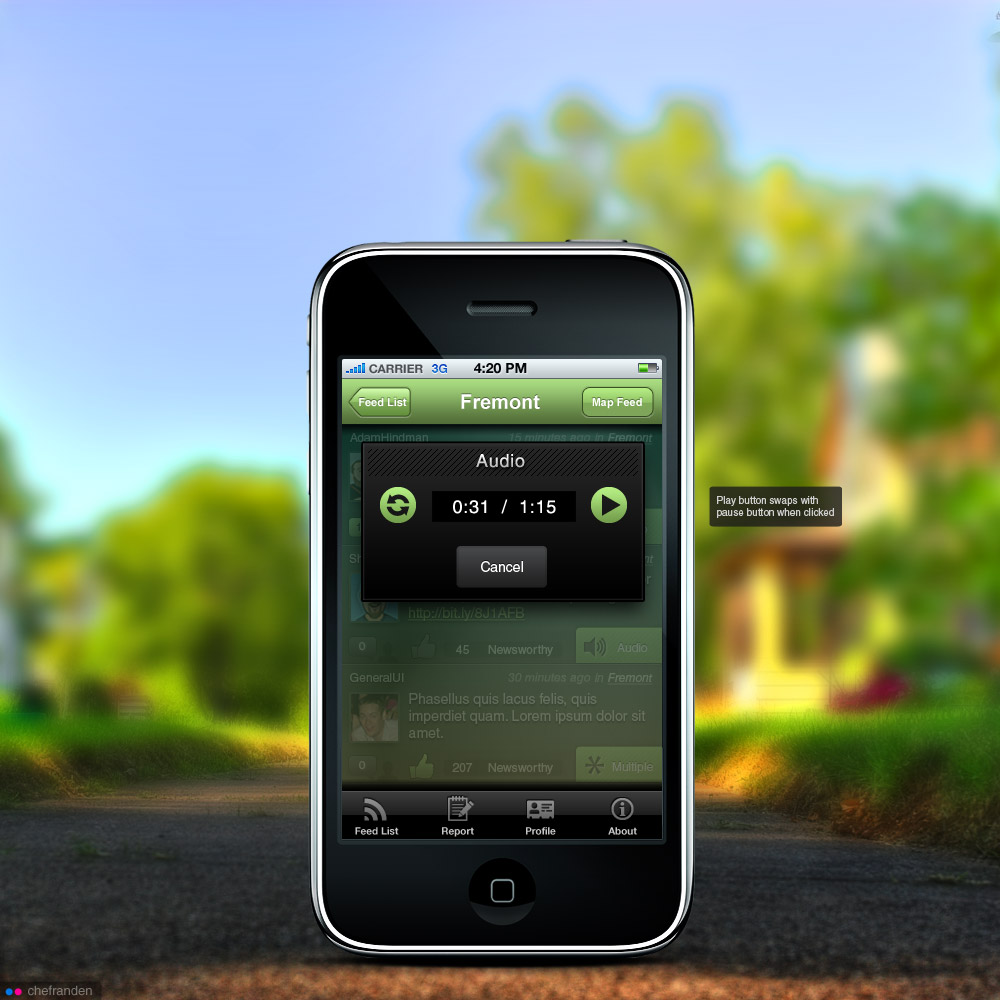 CARRIER 3G 4:20 PM
Feed List Fremont Map Feed
AdamHindman 15 minutes ago in Fremont
Audio
0:31 / 1:15
Play button swaps with
pause button when clicked
Cancel
http://bit.ly/8J1AFB
0 45 Newsworthy Audio
GeneralUI 30 minutes ago in Fremont
Phasellus quis lacus felis, quis
imperdiet quam. Lorem ipsum dolor sit
amet.
0 207 Newsworthy Multiple
Feed List Report Profile About
chefranden